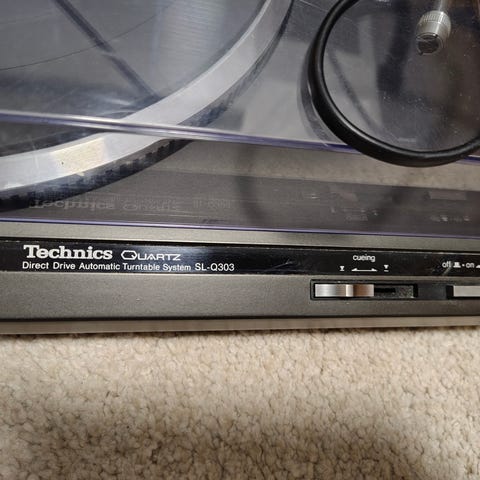 Technics QUARTZ
Direct Drive Automatic Turntable System SL-Q303
cueing
off - on